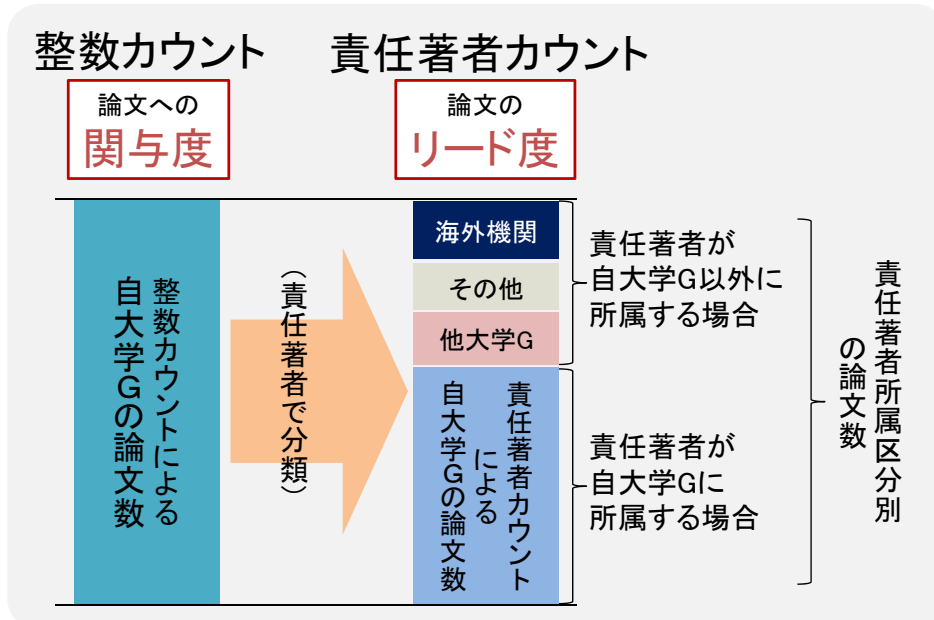 整数カウント
論文への
関与度
責任著者カウント
論文の
リード度
整数カウントによる
自大学Gの論文数
(責任著者で分類)
海外機関
その他
他大学G
責任著者カウント
による
自大学Gの論文数
責任著者が
自大学G以外に
所属する場合
責任著者が
自大学Gに
所属する場合
責任著者所属区分別
の論文数